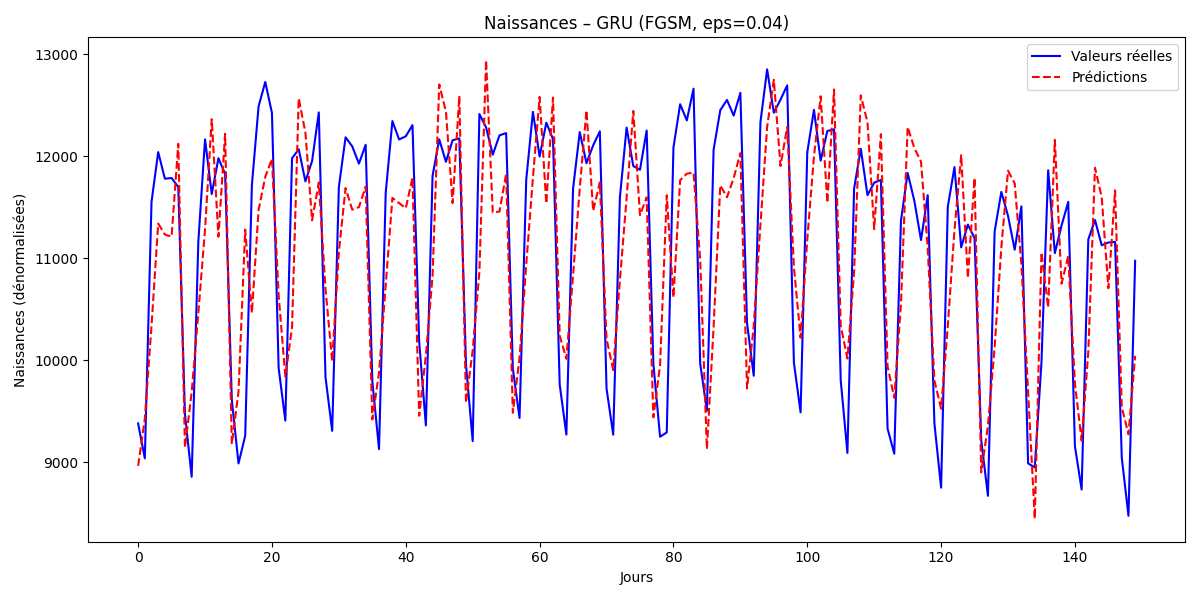 Naissances – GRU (FGSM, eps=0.04)
Valeurs réelles
Prédictions
Naissances (dénormalisées)
13000
12000
11000
10000
9000
0 20 40 60 80 100 120 140
Jours